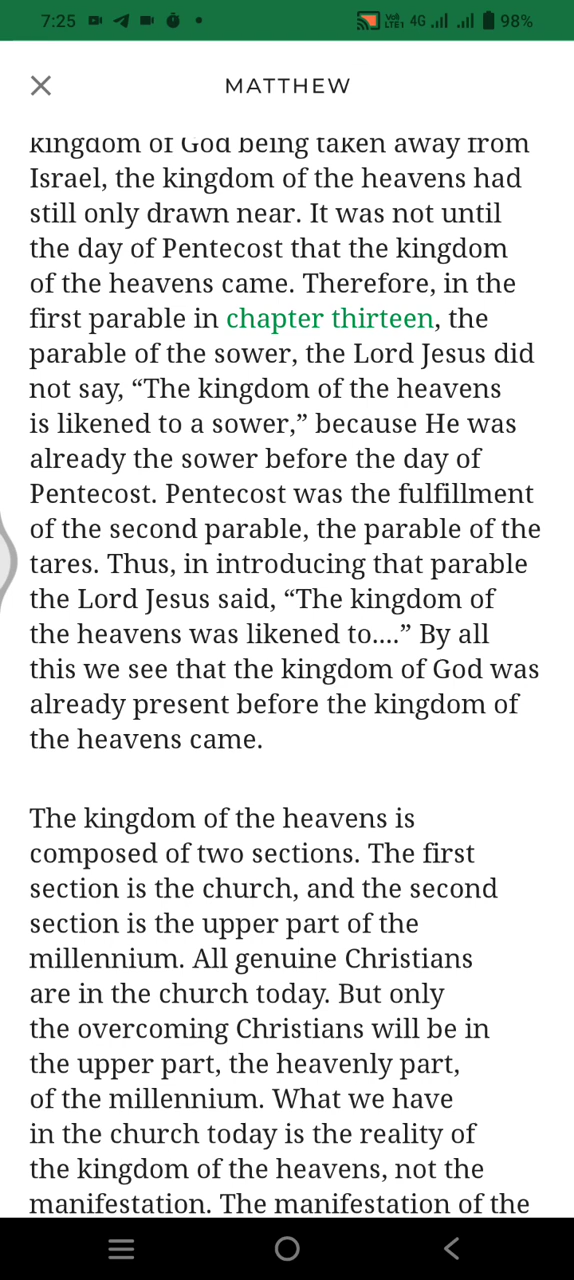 7:25
Vo))
LTE1
4G
98%
MATTHEW
kingdom of God being taken away from
Israel, the kingdom of the heavens had
still only drawn near. It was not until
the day of Pentecost that the kingdom
of the heavens came. Therefore, in the
first parable in chapter thirteen, the
parable of the sower, the Lord Jesus did
not say, “The kingdom of the heavens
is likened to a sower,” because He was
already the sower before the day of
Pentecost. Pentecost was the fulfillment
of the second parable, the parable of the
tares. Thus, in introducing that parable
the Lord Jesus said, “The kingdom of
the heavens was likened to....” By all
this we see that the kingdom of God was
already present before the kingdom of
the heavens came.
The kingdom of the heavens is
composed of two sections. The first
section is the church, and the second
section is the upper part of the
millennium. All genuine Christians
are in the church today. But only
the overcoming Christians will be in
the upper part, the heavenly part,
of the millennium. What we have
in the church today is the reality of
the kingdom of the heavens, not the
manifestation. The manifestation of the